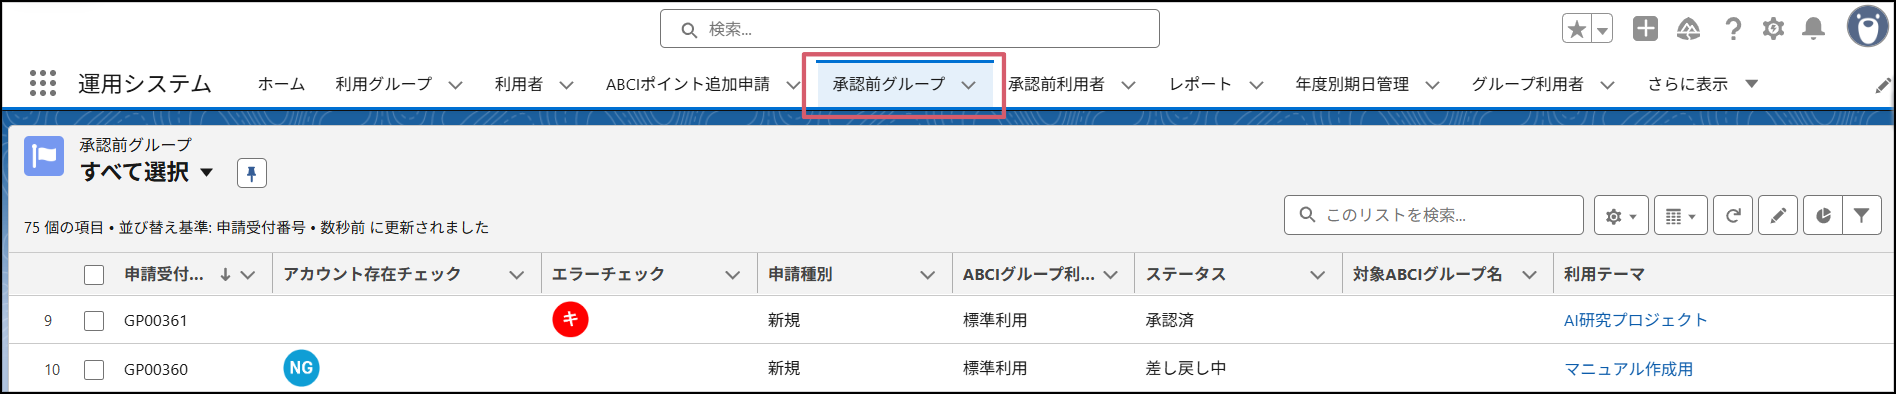 検索...
運用システム ホーム 利用グループ 利用者 ABCIポイント追加申請 承認前グループ 承認前利用者 レポート 年度別期日管理 グループ利用者 さらに表示
承認前グループ
すべて選択
75 個の項目 • 並び替え基準: 申請受付番号 • 数秒前 に更新されました
このリストを検索...
申請受付... アカウント存在チェック エラーチェック 申請種別 ABCIグループ利... ステータス 対象ABCIグループ名 利用テーマ
9 GP00361 キ 新規 標準利用 承認済 AI研究プロジェクト
10 GP00360 NG 新規 標準利用 差し戻し中 マニュアル作成用